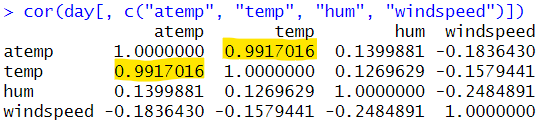 > cor(day[, c("atemp", "temp", "hum", "windspeed")])
atemp temp hum windspeed
atemp 1.0000000 0.9917016 0.1399881 -0.1836430
temp 0.9917016 1.0000000 0.1269629 -0.1579441
hum 0.1399881 0.1269629 1.0000000 -0.2484891
windspeed -0.1836430 -0.1579441 -0.2484891 1.0000000